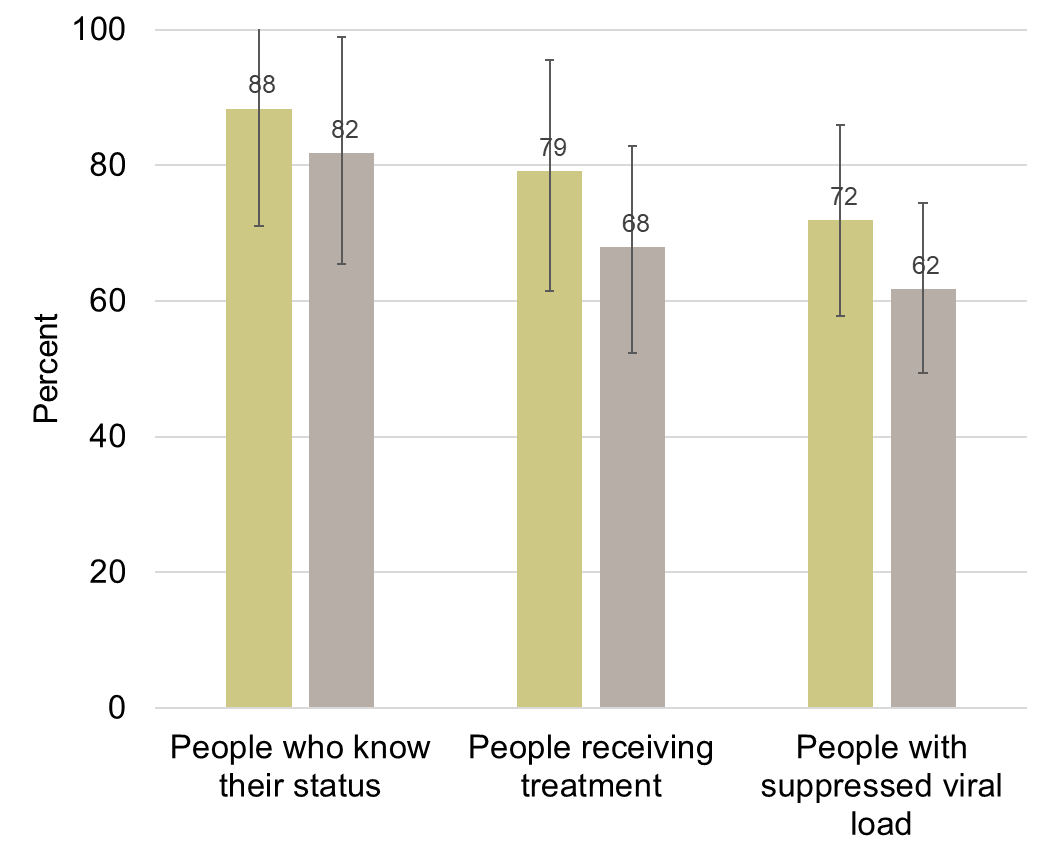 100
80
60
40
20
0
Percent
88
82
79
68
72
62
People who know
their status
People receiving
treatment
People with
suppressed viral
load